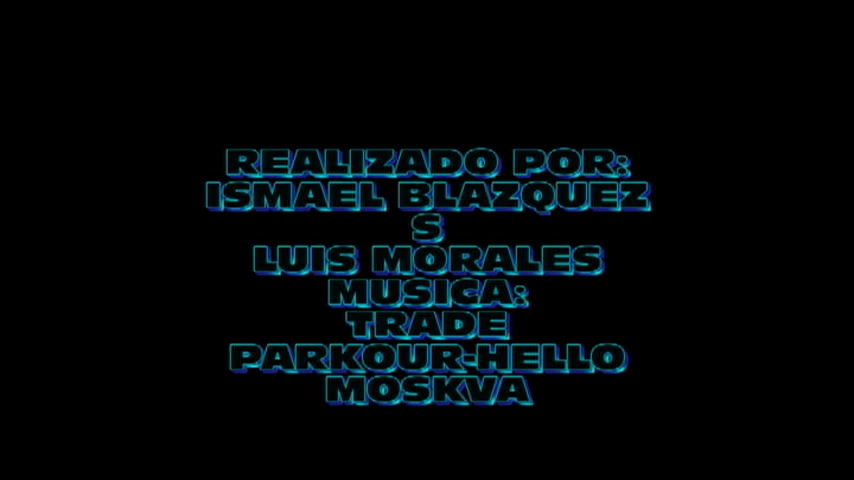 REALIZADO POR:
ISMAEL BLAZQUEZ
S
LUIS MORALES
MUSICA:
TRADE
PARKOUR-HELLO
MOSKVA